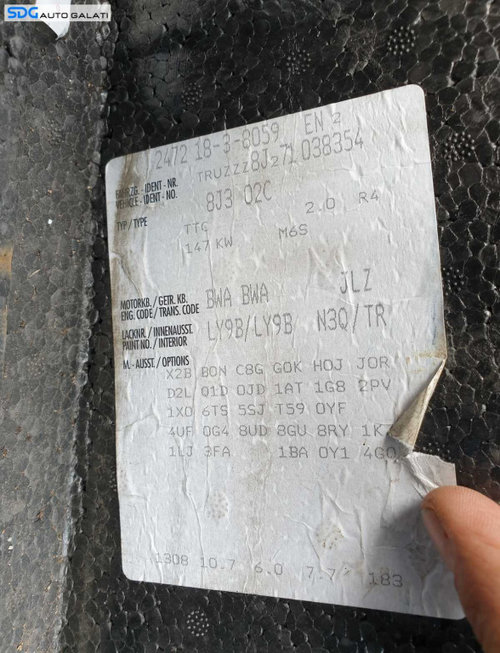 SDG AUTO GALATI
2472 18-3-8059 EN 2
FAHRZG.-IDENT-NR. TRUZZZ8J271038354
VEHICLE-IDENT-NO. 8J3 02C
TYP/TYPE TTC 2.0 R4
147 KW M6S
MOTORKB./GETR.KB. BWA BWA JLZ
ENG. CODE/TRANS. CODE
LACKNR./INNENAUSST. LY9B/LY9B N3Q/TR
PAINT NO./INTERIOR
M.-AUSST./OPTIONS
X2B B0N C8G G0K H0J J0R
D2L Q1D 0JD 1AT 1G8 2PV
1X0 6TS 5SJ T59 0YF
4UF 0G4 8UD 8GU 8RY
1LJ 3FA 1BA 0Y1 4G0
1308 10.7 6.0 7.7 183